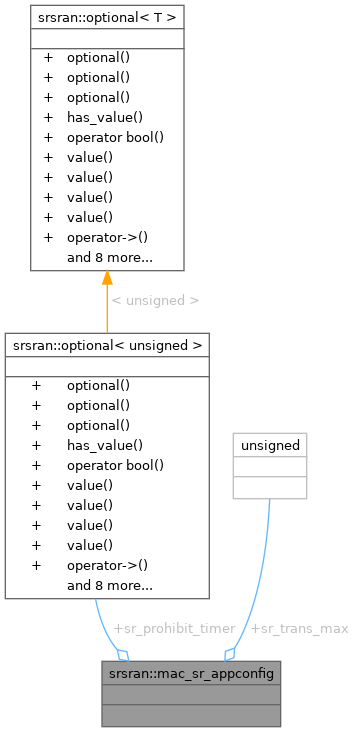 srsran::optional< T >
+ optional()
+ optional()
+ optional()
+ has_value()
+ operator bool()
+ value()
+ value()
+ value()
+ value()
+ operator->()
and 8 more...
< unsigned >
srsran::optional< unsigned >
+ optional()
+ optional()
+ optional()
+ has_value()
+ operator bool()
+ value()
+ value()
+ value()
+ value()
+ operator->()
and 8 more...
unsigned
+sr_prohibit_timer
+sr_trans_max
srsran::mac_sr_appconfig